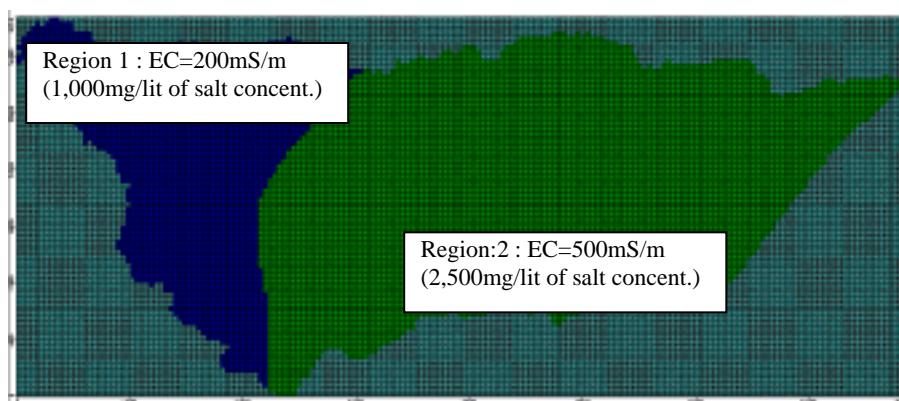 Region 1 : EC=200mS/m
(1,000mg/lit of salt concent.)
Region:2 : EC=500mS/m
(2,500mg/lit of salt concent.)